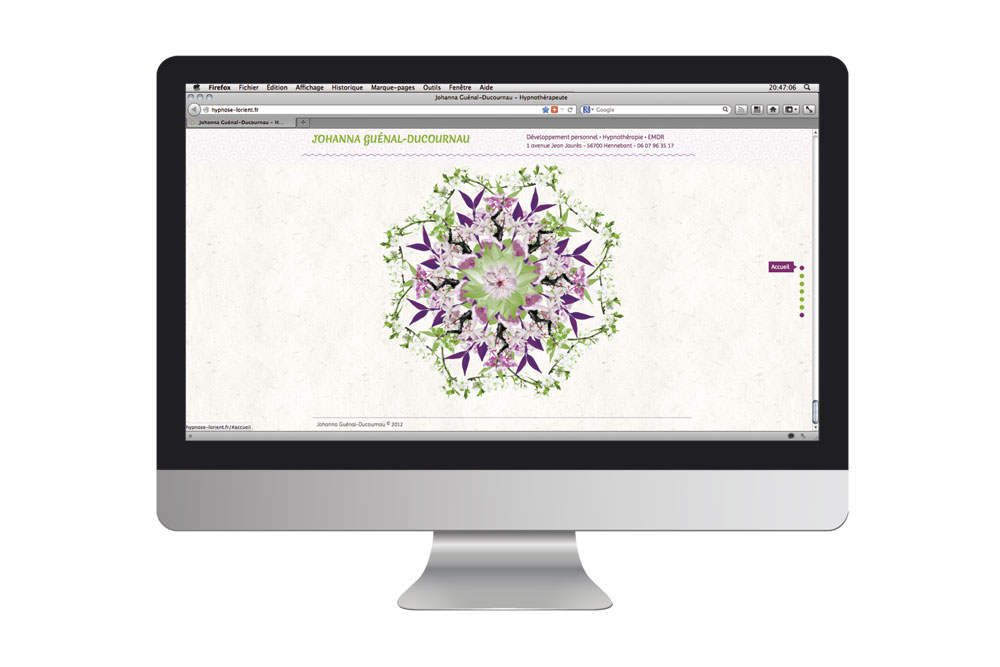 Firefox Fichier Édition Affichage Historique Marque-pages Outils Fenêtre Aide 20:47:06
Johanna Guénal-Ducournau - Hypnothérapeute
hypnose-lorient.fr Google
Johanna Guénal-Ducournau - H...
JOHANNA GUÉNAL-DUCOURNAU
Développement personnel • Hypnothérapie • EMDR
1 avenue Jean Jaurès - 56700 Hennebont - 06 07 96 35 17
Accueil
Johanna Guénal-Ducournau © 2012
hypnose-lorient.fr/#accueil